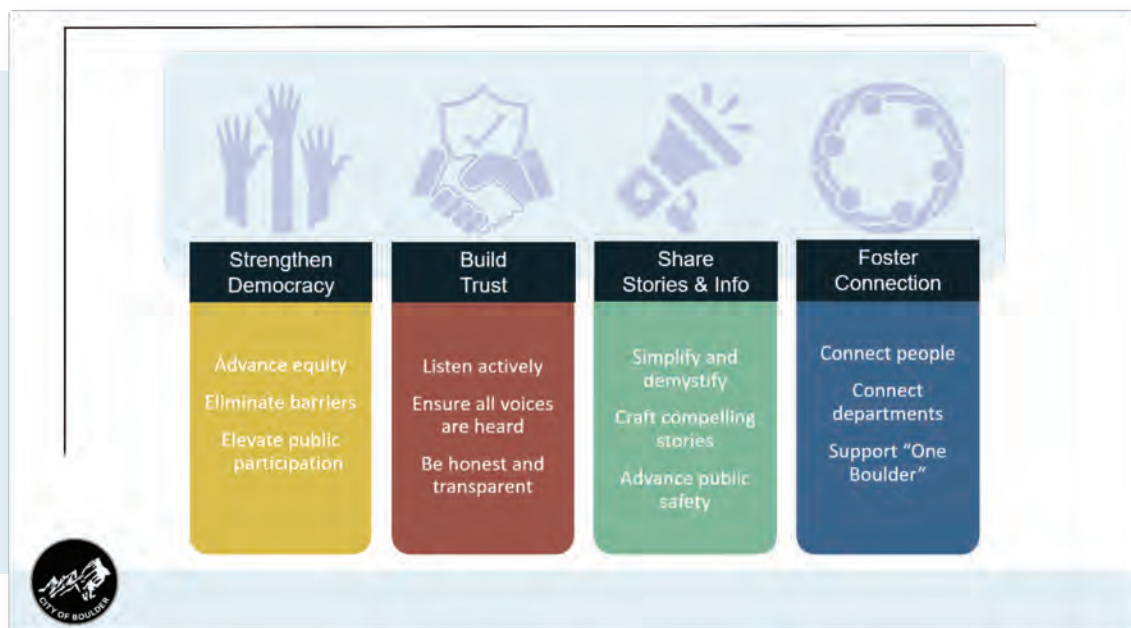 Strengthen
Democracy
Advance equity
Eliminate barriers
Elevate public
participation
Build
Trust
Listen actively
Ensure all voices
are heard
Be honest and
transparent
Share
Stories & Info
Simplify and
demystify
Craft compelling
stories
Advance public
safety
Foster
Connection
Connect people
Connect
departments
Support “One
Boulder”
CITY OF BOULDER